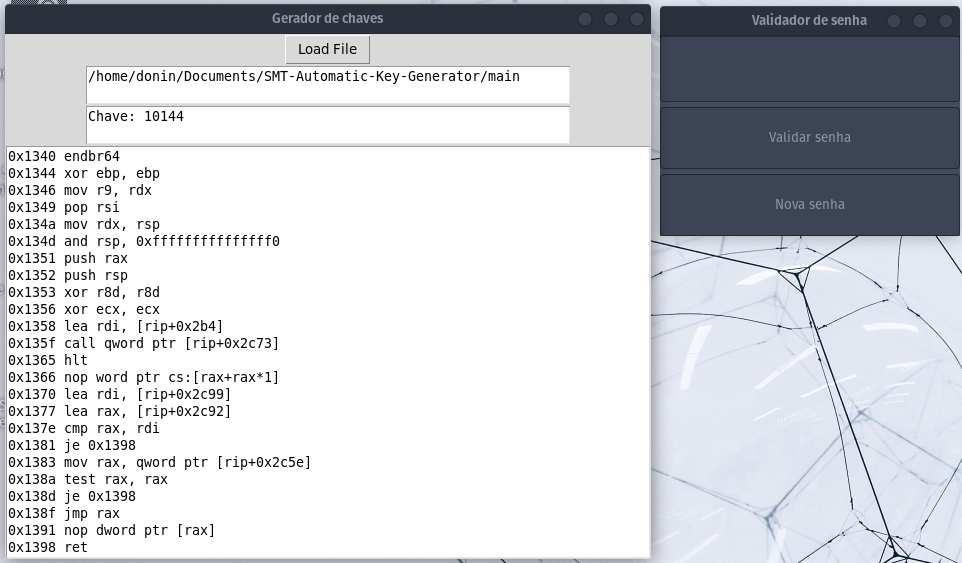 Gerador de chaves
Load File
/home/donin/Documents/SMT-Automatic-Key-Generator/main
Chave: 10144
0x1340 endbr64
0x1344 xor ebp, ebp
0x1346 mov r9, rdx
0x1349 pop rsi
0x134a mov rdx, rsp
0x134d and rsp, 0xfffffffffffffff0
0x1351 push rax
0x1352 push rsp
0x1353 xor r8d, r8d
0x1356 xor ecx, ecx
0x1358 lea rdi, [rip+0x2b4]
0x135f call qword ptr [rip+0x2c73]
0x1365 hlt
0x1366 nop word ptr cs:[rax+rax*1]
0x1370 lea rdi, [rip+0x2c99]
0x1377 lea rax, [rip+0x2c92]
0x137e cmp rax, rdi
0x1381 je 0x1398
0x1383 mov rax, qword ptr [rip+0x2c5e]
0x138a test rax, rax
0x138d je 0x1398
0x138f jmp rax
0x1391 nop dword ptr [rax]
0x1398 ret
Validador de senha
Validar senha
Nova senha